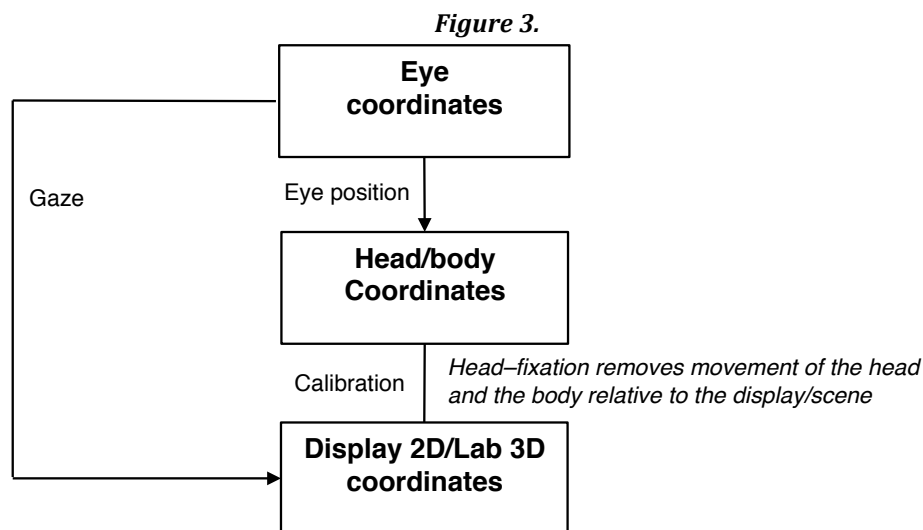 Figure 3.
Eye
coordinates
Gaze
Eye position
Head/body
Coordinates
Calibration
Head–fixation removes movement of the head
and the body relative to the display/scene
Display 2D/Lab 3D
coordinates